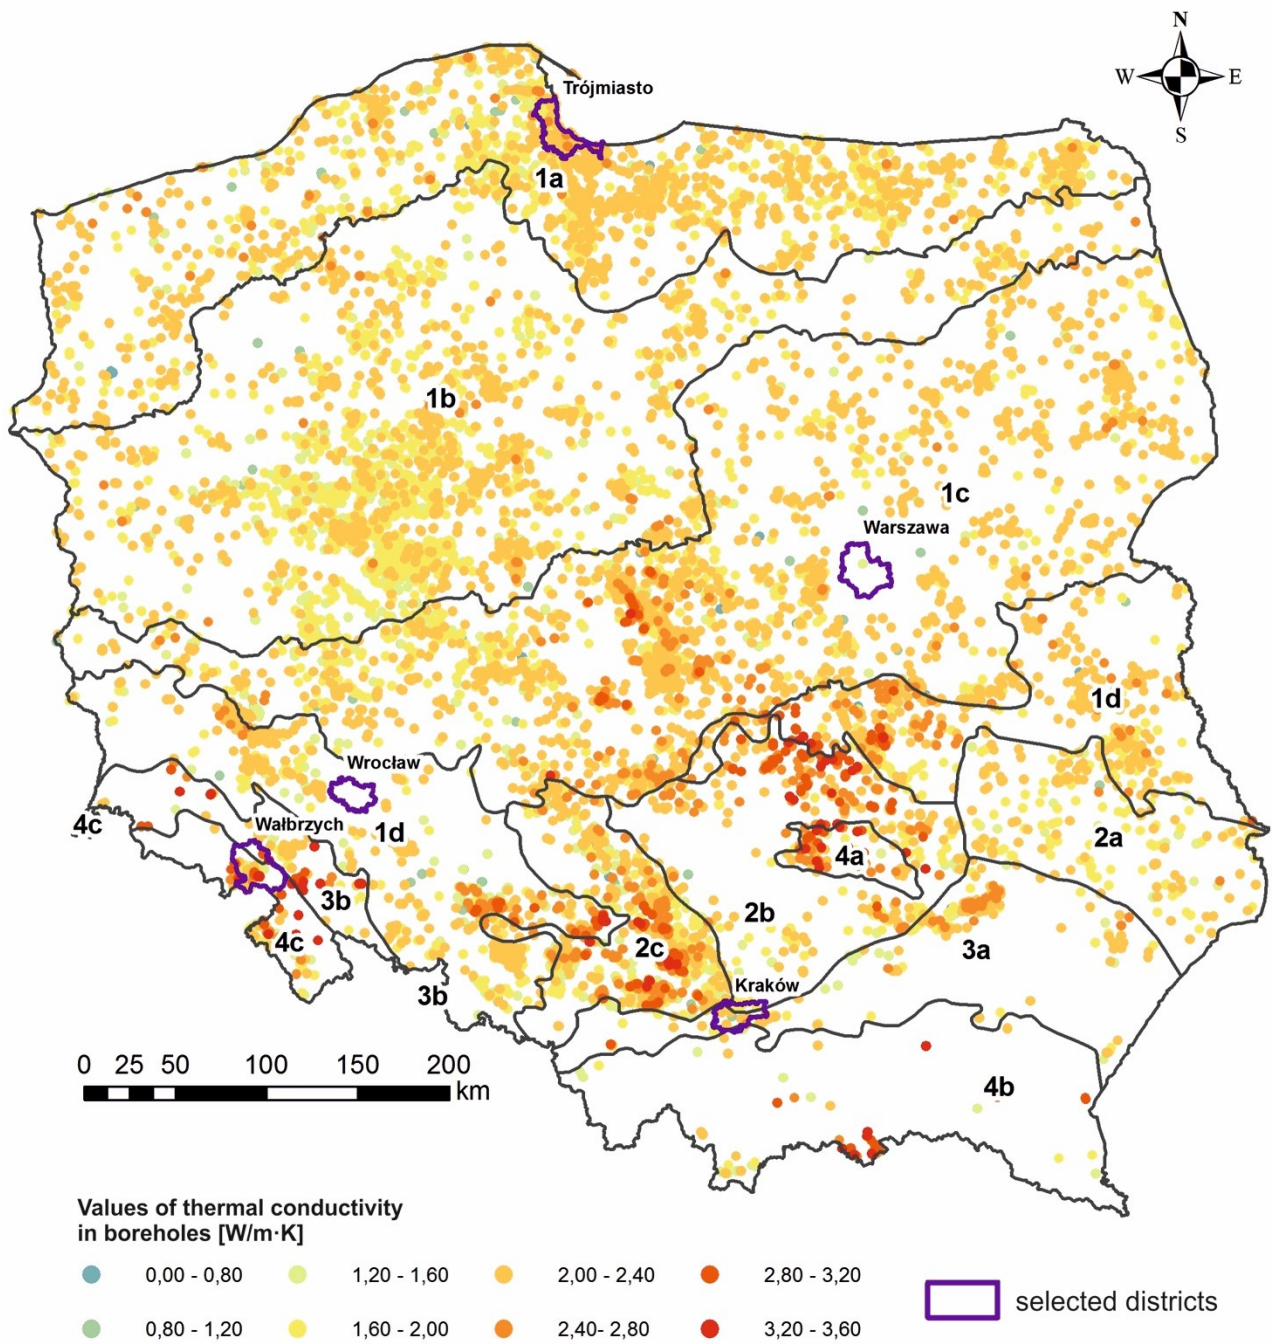 N
W E
S
Trójmiasto
1a
1b
1c
Warszawa
1d
Wrocław
Wałbrzych
4c
1d
2a
4a
3b
2b
4c
2c
3a
3b
Kraków
0 25 50 100 150 200
km
4b
Values of thermal conductivity
in boreholes [W/m·K]
0,00 - 0,80 1,20 - 1,60 2,00 - 2,40 2,80 - 3,20
0,80 - 1,20 1,60 - 2,00 2,40- 2,80 3,20 - 3,60
selected districts